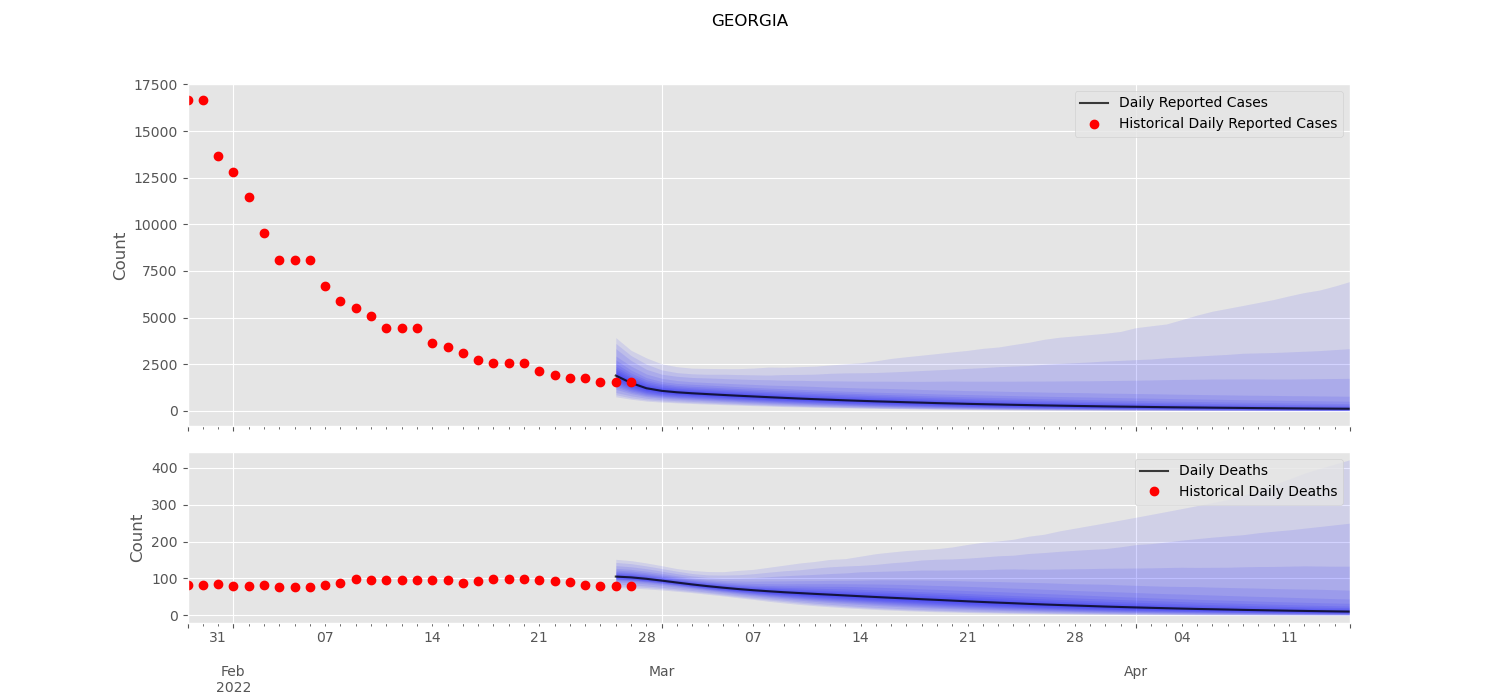 GEORGIA
17500
15000
12500
10000
7500
5000
2500
0
Count
Daily Reported Cases
Historical Daily Reported Cases
400
300
200
100
0
Count
Daily Deaths
Historical Daily Deaths
31 07 14 21 28 07 14 21 28 04 11
Feb Mar Apr
2022